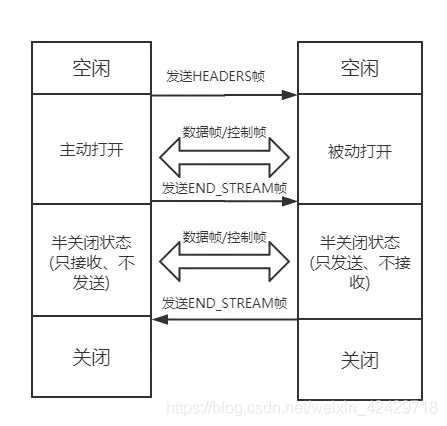 空闲
空闲
发送HEADERS帧
主动打开
数据帧/控制帧
被动打开
发送END_STREAM帧
半关闭状态
(只接收、不
发送)
数据帧/控制帧
半关闭状态
(只发送、不接
收)
发送END_STREAM帧
关闭
关闭
https://blog.csdn.net/weixin_42429718